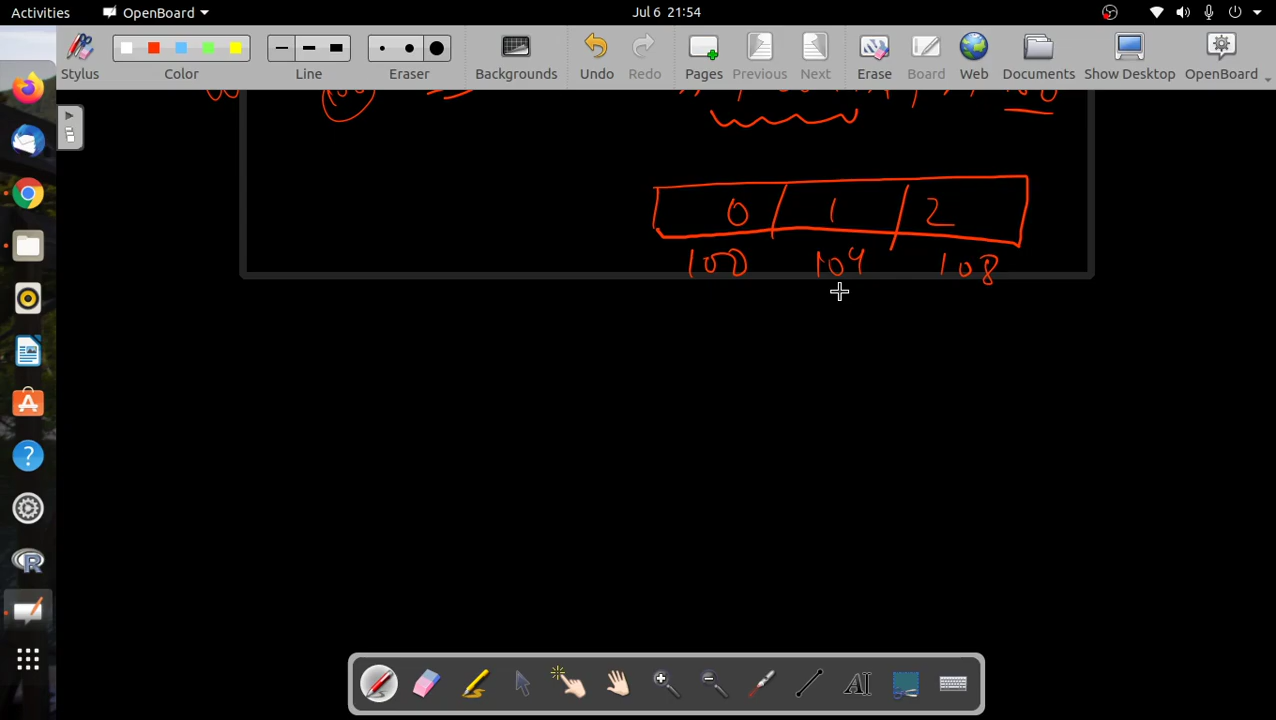 Activities OpenBoard Jul 6 21:54
Stylus Color Line Eraser Backgrounds Undo Redo Pages Previous Next Erase Board Web Documents Show Desktop OpenBoard
0 1 2
100 104 108
AI